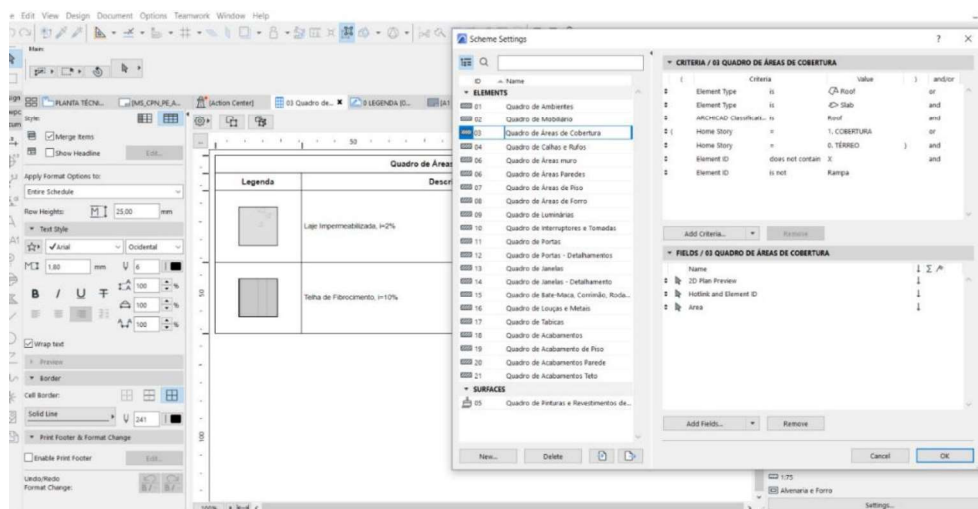 e Edit View Design Document Options Teamwork Window Help
Main:
PLANTA TÉCNI...
[MS_CPN_PE_A...
[Action Center]
03 Quadro de...
0 LEGENDA [0...
Style:
Merge Items
Show Headline
Edit...
Apply Format Options to:
Entire Schedule
Row Heights:
25,00
mm
Text Style
Arial
Ocidental
1,80
mm
6
B I U T
100 %
100 %
100 %
Wrap text
Preview
Border
Cell Border:
Solid Line
241
Print Footer & Format Change
Enable Print Footer
Edit...
Undo/Redo
Format Change:
50
50
100
100%
Quadro de Áreas
Legenda
Descri
Laje Impermeabilizada, i=2%
Telha de Fibrocimento, i=10%
Scheme Settings
? X
ID Name
ELEMENTS
01 Quadro de Ambientes
02 Quadro de Mobiliário
03 Quadro de Áreas de Cobertura
04 Quadro de Calhas e Rufos
06 Quadro de Áreas muro
06 Quadro de Áreas Paredes
07 Quadro de Áreas de Piso
08 Quadro de Áreas de Forro
09 Quadro de Luminárias
10 Quadro de Interruptores e Tomadas
11 Quadro de Portas
12 Quadro de Portas - Detalhamentos
13 Quadro de Janelas
14 Quadro de Janelas - Detalhamento
15 Quadro de Bate-Maca, Corrimão, Roda...
16 Quadro de Louças e Metais
17 Quadro de Tabicas
18 Quadro de Acabamentos
19 Quadro de Acabamento de Piso
20 Quadro de Acabamentos Parede
21 Quadro de Acabamentos Teto
SURFACES
05 Quadro de Pinturas e Revestimentos de...
New...
Delete
CRITERIA / 03 QUADRO DE ÁREAS DE COBERTURA
( Criteria Value ) and/or
Element Type is Roof or
Element Type is Slab and
ARCHICAD Classificati... is Roof and
( Home Story = 1. COBERTURA or
Home Story = 0. TÉRREO ) and
Element ID does not contain X and
Element ID is not Rampa
Add Criteria...
Remove
FIELDS / 03 QUADRO DE ÁREAS DE COBERTURA
Name
2D Plan Preview
Hotlink and Element ID
Area
Add Fields...
Remove
Cancel
OK
1:75
Alvenaria e Forro
Settings...